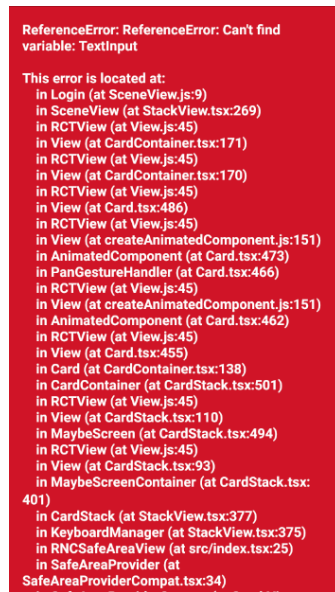 ReferenceError: ReferenceError: Can't find
variable: TextInput
This error is located at:
in Login (at SceneView.js:9)
in SceneView (at StackView.tsx:269)
in RCTView (at View.js:45)
in View (at CardContainer.tsx:171)
in RCTView (at View.js:45)
in View (at CardContainer.tsx:170)
in RCTView (at View.js:45)
in View (at Card.tsx:486)
in RCTView (at View.js:45)
in View (at createAnimatedComponent.js:151)
in AnimatedComponent (at Card.tsx:473)
in PanGestureHandler (at Card.tsx:466)
in RCTView (at View.js:45)
in View (at createAnimatedComponent.js:151)
in AnimatedComponent (at Card.tsx:462)
in RCTView (at View.js:45)
in View (at Card.tsx:455)
in Card (at CardContainer.tsx:138)
in CardContainer (at CardStack.tsx:501)
in RCTView (at View.js:45)
in View (at CardStack.tsx:110)
in MaybeScreen (at CardStack.tsx:494)
in RCTView (at View.js:45)
in View (at CardStack.tsx:93)
in MaybeScreenContainer (at CardStack.tsx:
401)
in CardStack (at StackView.tsx:377)
in KeyboardManager (at StackView.tsx:375)
in RNCSafeAreaView (at src/index.tsx:25)
in SafeAreaProvider (at
SafeAreaProviderCompat.tsx:34)